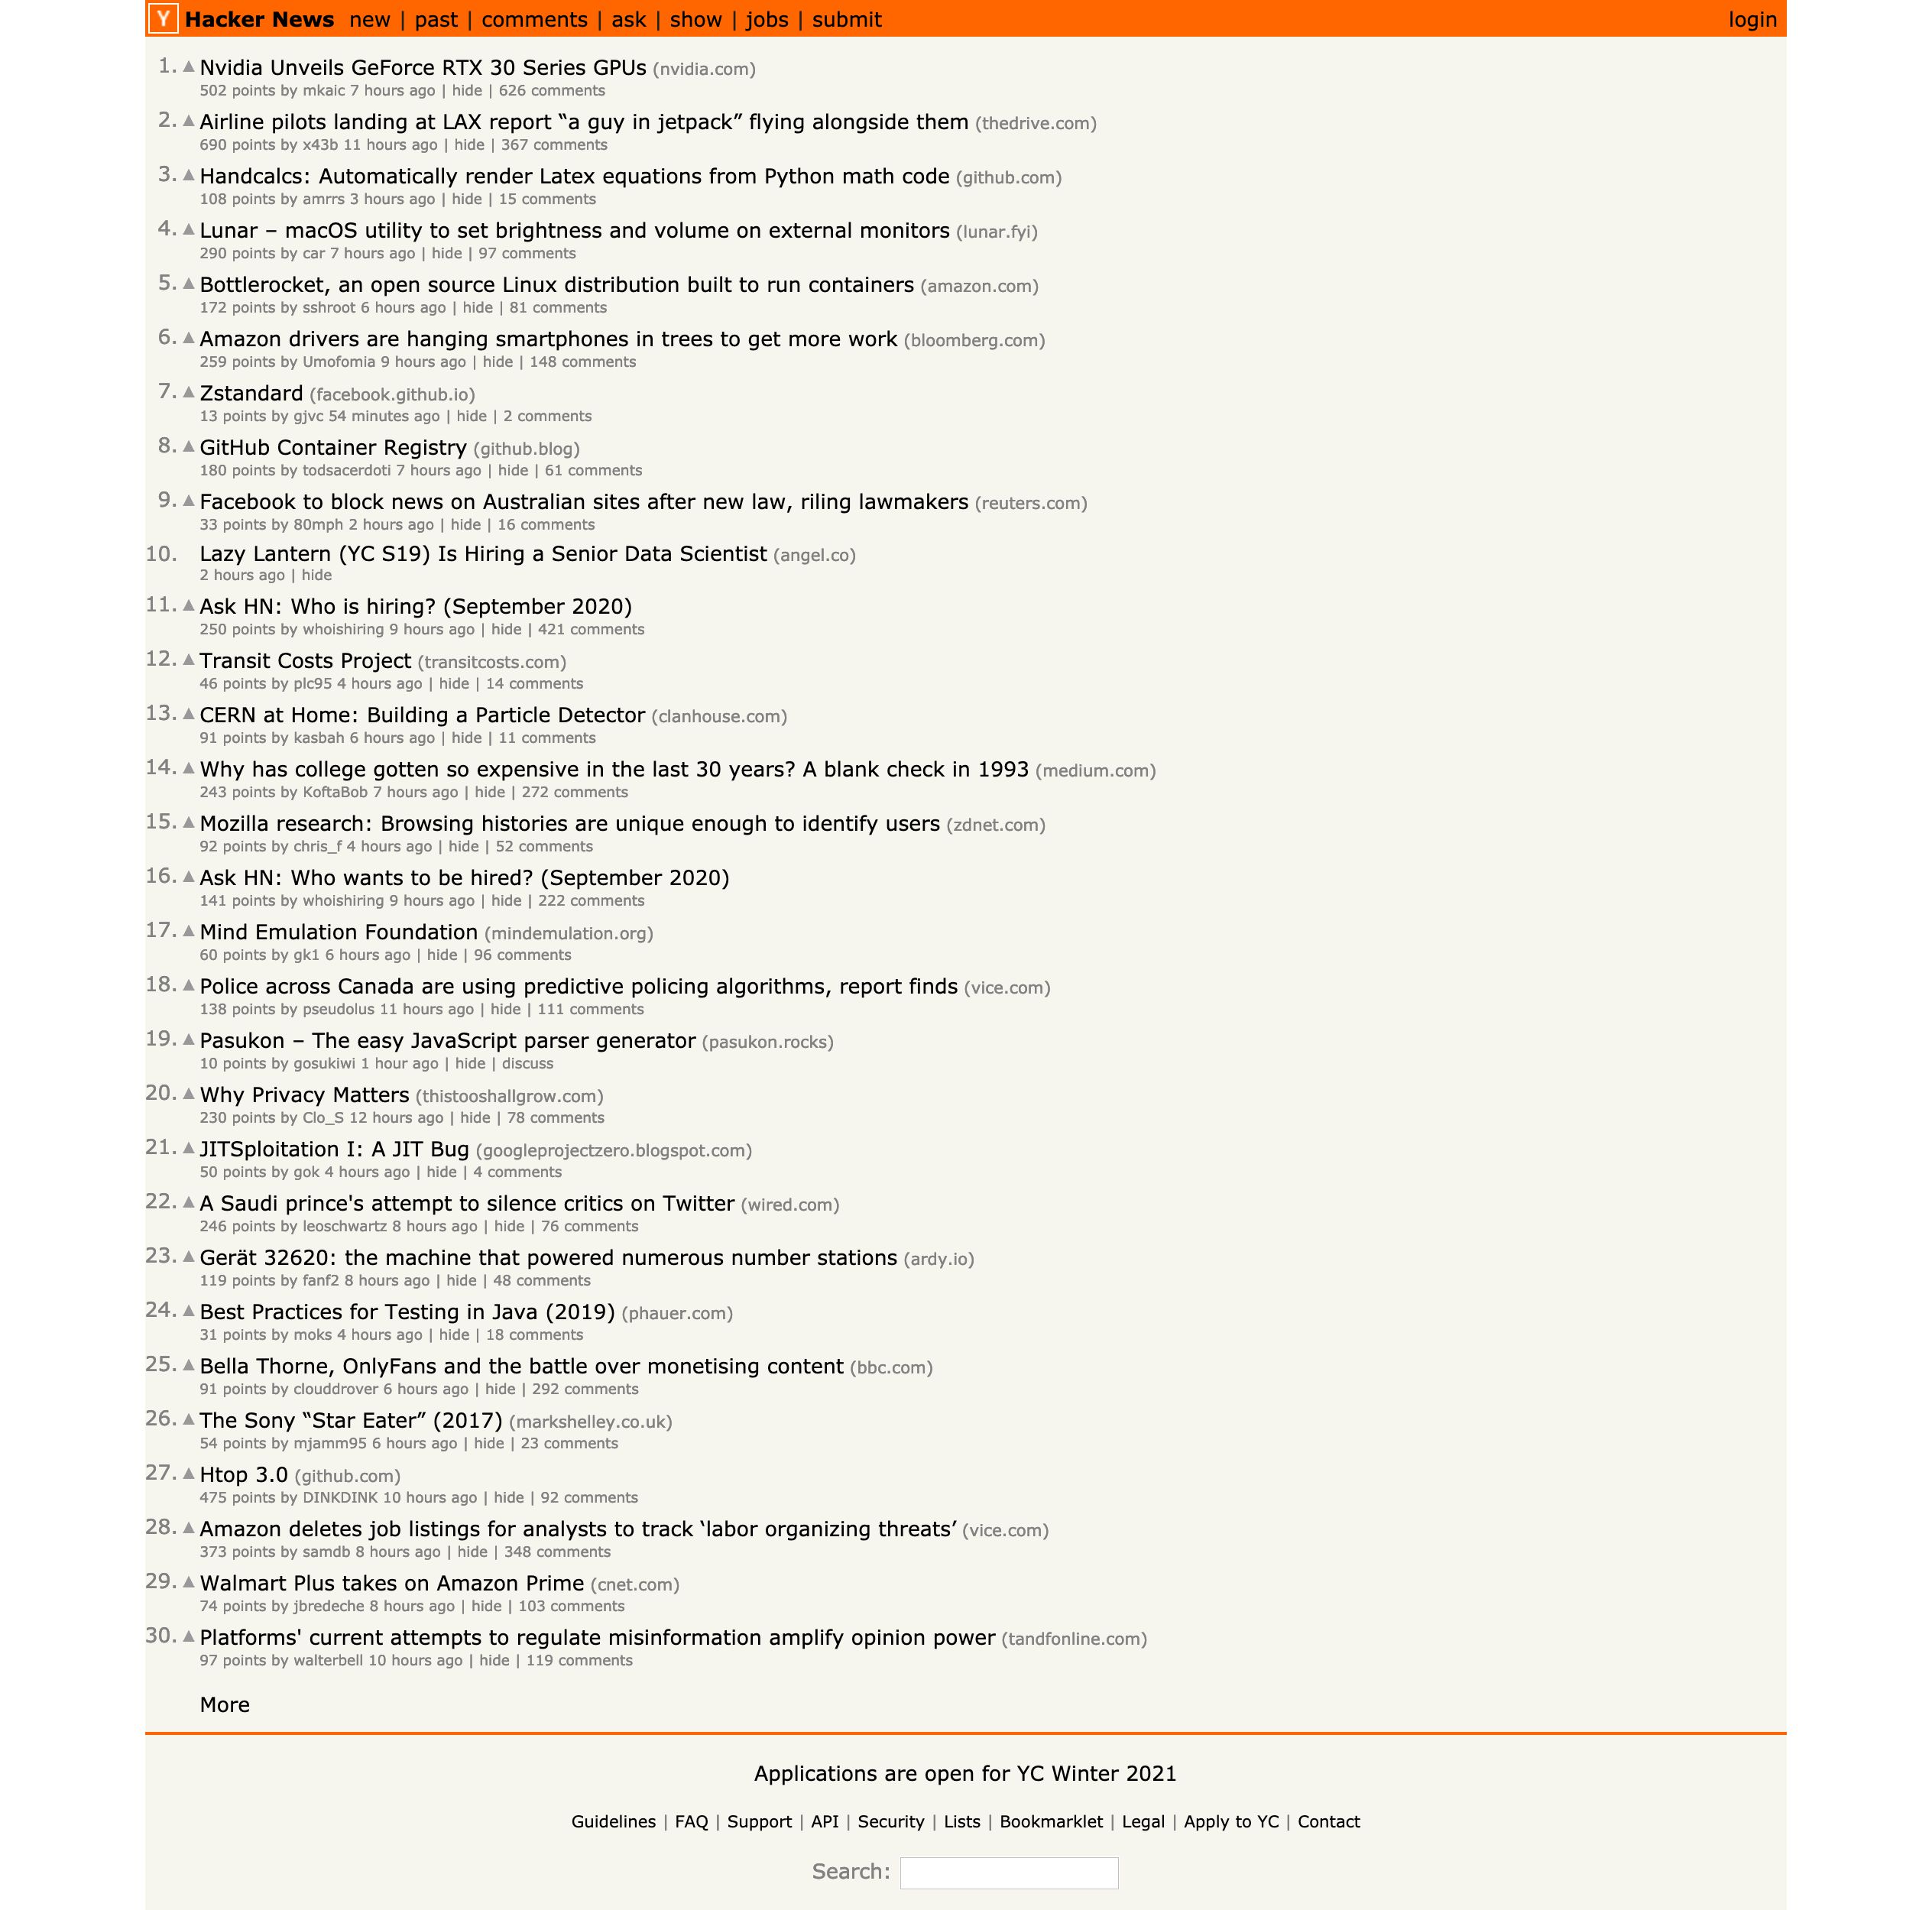 Y Hacker News new | past | comments | ask | show | jobs | submit login
1. Nvidia Unveils GeForce RTX 30 Series GPUs (nvidia.com)
502 points by mkaic 7 hours ago | hide | 626 comments
2. Airline pilots landing at LAX report “a guy in jetpack” flying alongside them (thedrive.com)
690 points by x43b 11 hours ago | hide | 367 comments
3. Handcalcs: Automatically render Latex equations from Python math code (github.com)
108 points by amrrs 3 hours ago | hide | 15 comments
4. Lunar – macOS utility to set brightness and volume on external monitors (lunar.fyi)
290 points by car 7 hours ago | hide | 97 comments
5. Bottlerocket, an open source Linux distribution built to run containers (amazon.com)
172 points by sshroot 6 hours ago | hide | 81 comments
6. Amazon drivers are hanging smartphones in trees to get more work (bloomberg.com)
259 points by Umofomia 9 hours ago | hide | 148 comments
7. Zstandard (facebook.github.io)
13 points by gjvc 54 minutes ago | hide | 2 comments
8. GitHub Container Registry (github.blog)
180 points by todsacerdoti 7 hours ago | hide | 61 comments
9. Facebook to block news on Australian sites after new law, riling lawmakers (reuters.com)
33 points by 80mph 2 hours ago | hide | 16 comments
10. Lazy Lantern (YC S19) Is Hiring a Senior Data Scientist (angel.co)
2 hours ago | hide
11. Ask HN: Who is hiring? (September 2020)
250 points by whoishiring 9 hours ago | hide | 421 comments
12. Transit Costs Project (transitcosts.com)
46 points by plc95 4 hours ago | hide | 14 comments
13. CERN at Home: Building a Particle Detector (clanhouse.com)
91 points by kasbah 6 hours ago | hide | 11 comments
14. Why has college gotten so expensive in the last 30 years? A blank check in 1993 (medium.com)
243 points by KoftaBob 7 hours ago | hide | 272 comments
15. Mozilla research: Browsing histories are unique enough to identify users (zdnet.com)
92 points by chris_f 4 hours ago | hide | 52 comments
16. Ask HN: Who wants to be hired? (September 2020)
141 points by whoishiring 9 hours ago | hide | 222 comments
17. Mind Emulation Foundation (mindemulation.org)
60 points by gk1 6 hours ago | hide | 96 comments
18. Police across Canada are using predictive policing algorithms, report finds (vice.com)
138 points by pseudolus 11 hours ago | hide | 111 comments
19. Pasukon – The easy JavaScript parser generator (pasukon.rocks)
10 points by gosukiwi 1 hour ago | hide | discuss
20. Why Privacy Matters (thistooshallgrow.com)
230 points by Clo_S 12 hours ago | hide | 78 comments
21. JITSploitation I: A JIT Bug (googleprojectzero.blogspot.com)
50 points by gok 4 hours ago | hide | 4 comments
22. A Saudi prince's attempt to silence critics on Twitter (wired.com)
246 points by leoschwartz 8 hours ago | hide | 76 comments
23. Gerät 32620: the machine that powered numerous number stations (ardy.io)
119 points by fanf2 8 hours ago | hide | 48 comments
24. Best Practices for Testing in Java (2019) (phauer.com)
31 points by moks 4 hours ago | hide | 18 comments
25. Bella Thorne, OnlyFans and the battle over monetising content (bbc.com)
91 points by clouddrover 6 hours ago | hide | 292 comments
26. The Sony “Star Eater” (2017) (markshelley.co.uk)
54 points by mjamm95 6 hours ago | hide | 23 comments
27. Htop 3.0 (github.com)
475 points by DINKDINK 10 hours ago | hide | 92 comments
28. Amazon deletes job listings for analysts to track ‘labor organizing threats’ (vice.com)
373 points by samdb 8 hours ago | hide | 348 comments
29. Walmart Plus takes on Amazon Prime (cnet.com)
74 points by jbredeche 8 hours ago | hide | 103 comments
30. Platforms' current attempts to regulate misinformation amplify opinion power (tandfonline.com)
97 points by walterbell 10 hours ago | hide | 119 comments
More
Applications are open for YC Winter 2021
Guidelines | FAQ | Support | API | Security | Lists | Bookmarklet | Legal | Apply to YC | Contact
Search: